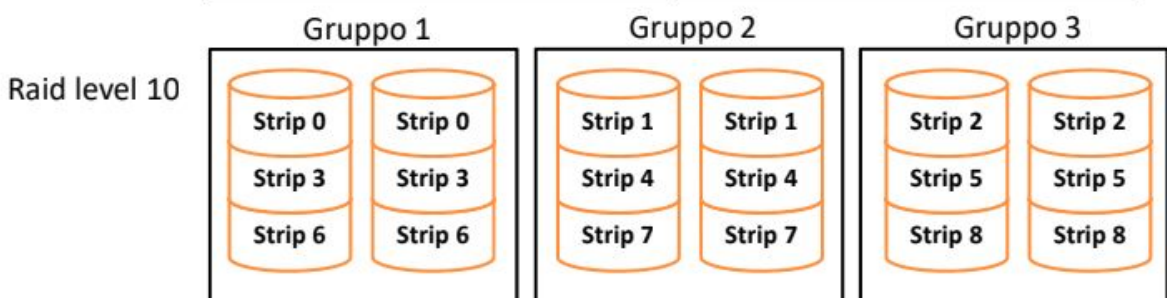 Gruppo 1 Gruppo 2 Gruppo 3
Raid level 10
Strip 0 Strip 0 Strip 1 Strip 1 Strip 2 Strip 2
Strip 3 Strip 3 Strip 4 Strip 4 Strip 5 Strip 5
Strip 6 Strip 6 Strip 7 Strip 7 Strip 8 Strip 8